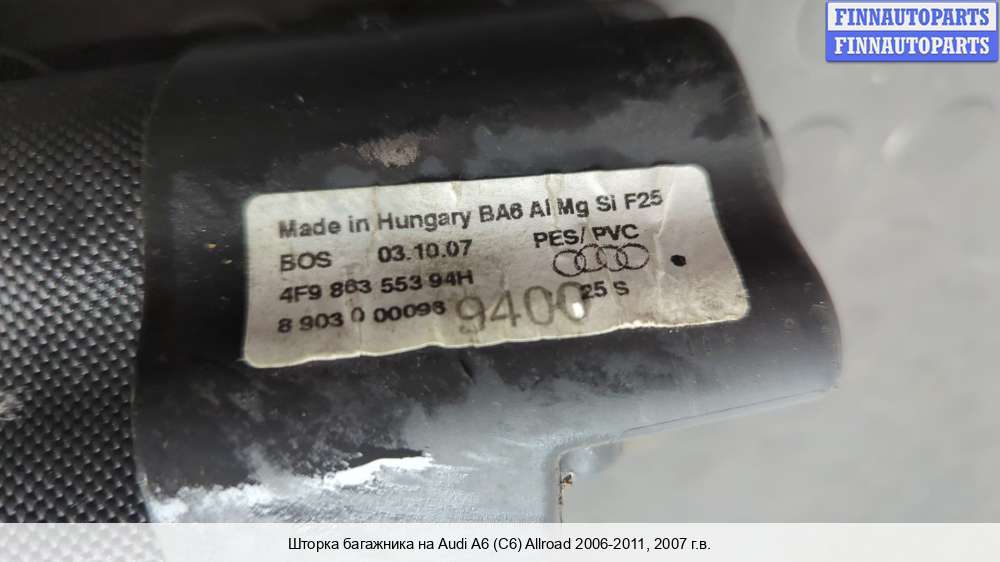 FINNAUTOPARTS
FINNAUTOPARTS
Made in Hungary BA6 Al Mg Si F25
BOS 03.10.07 PES/ PVC
4F9 863 553 94H
8 903 0 00096 9400 25 S
Шторка багажника на Audi A6 (C6) Allroad 2006-2011, 2007 г.в.